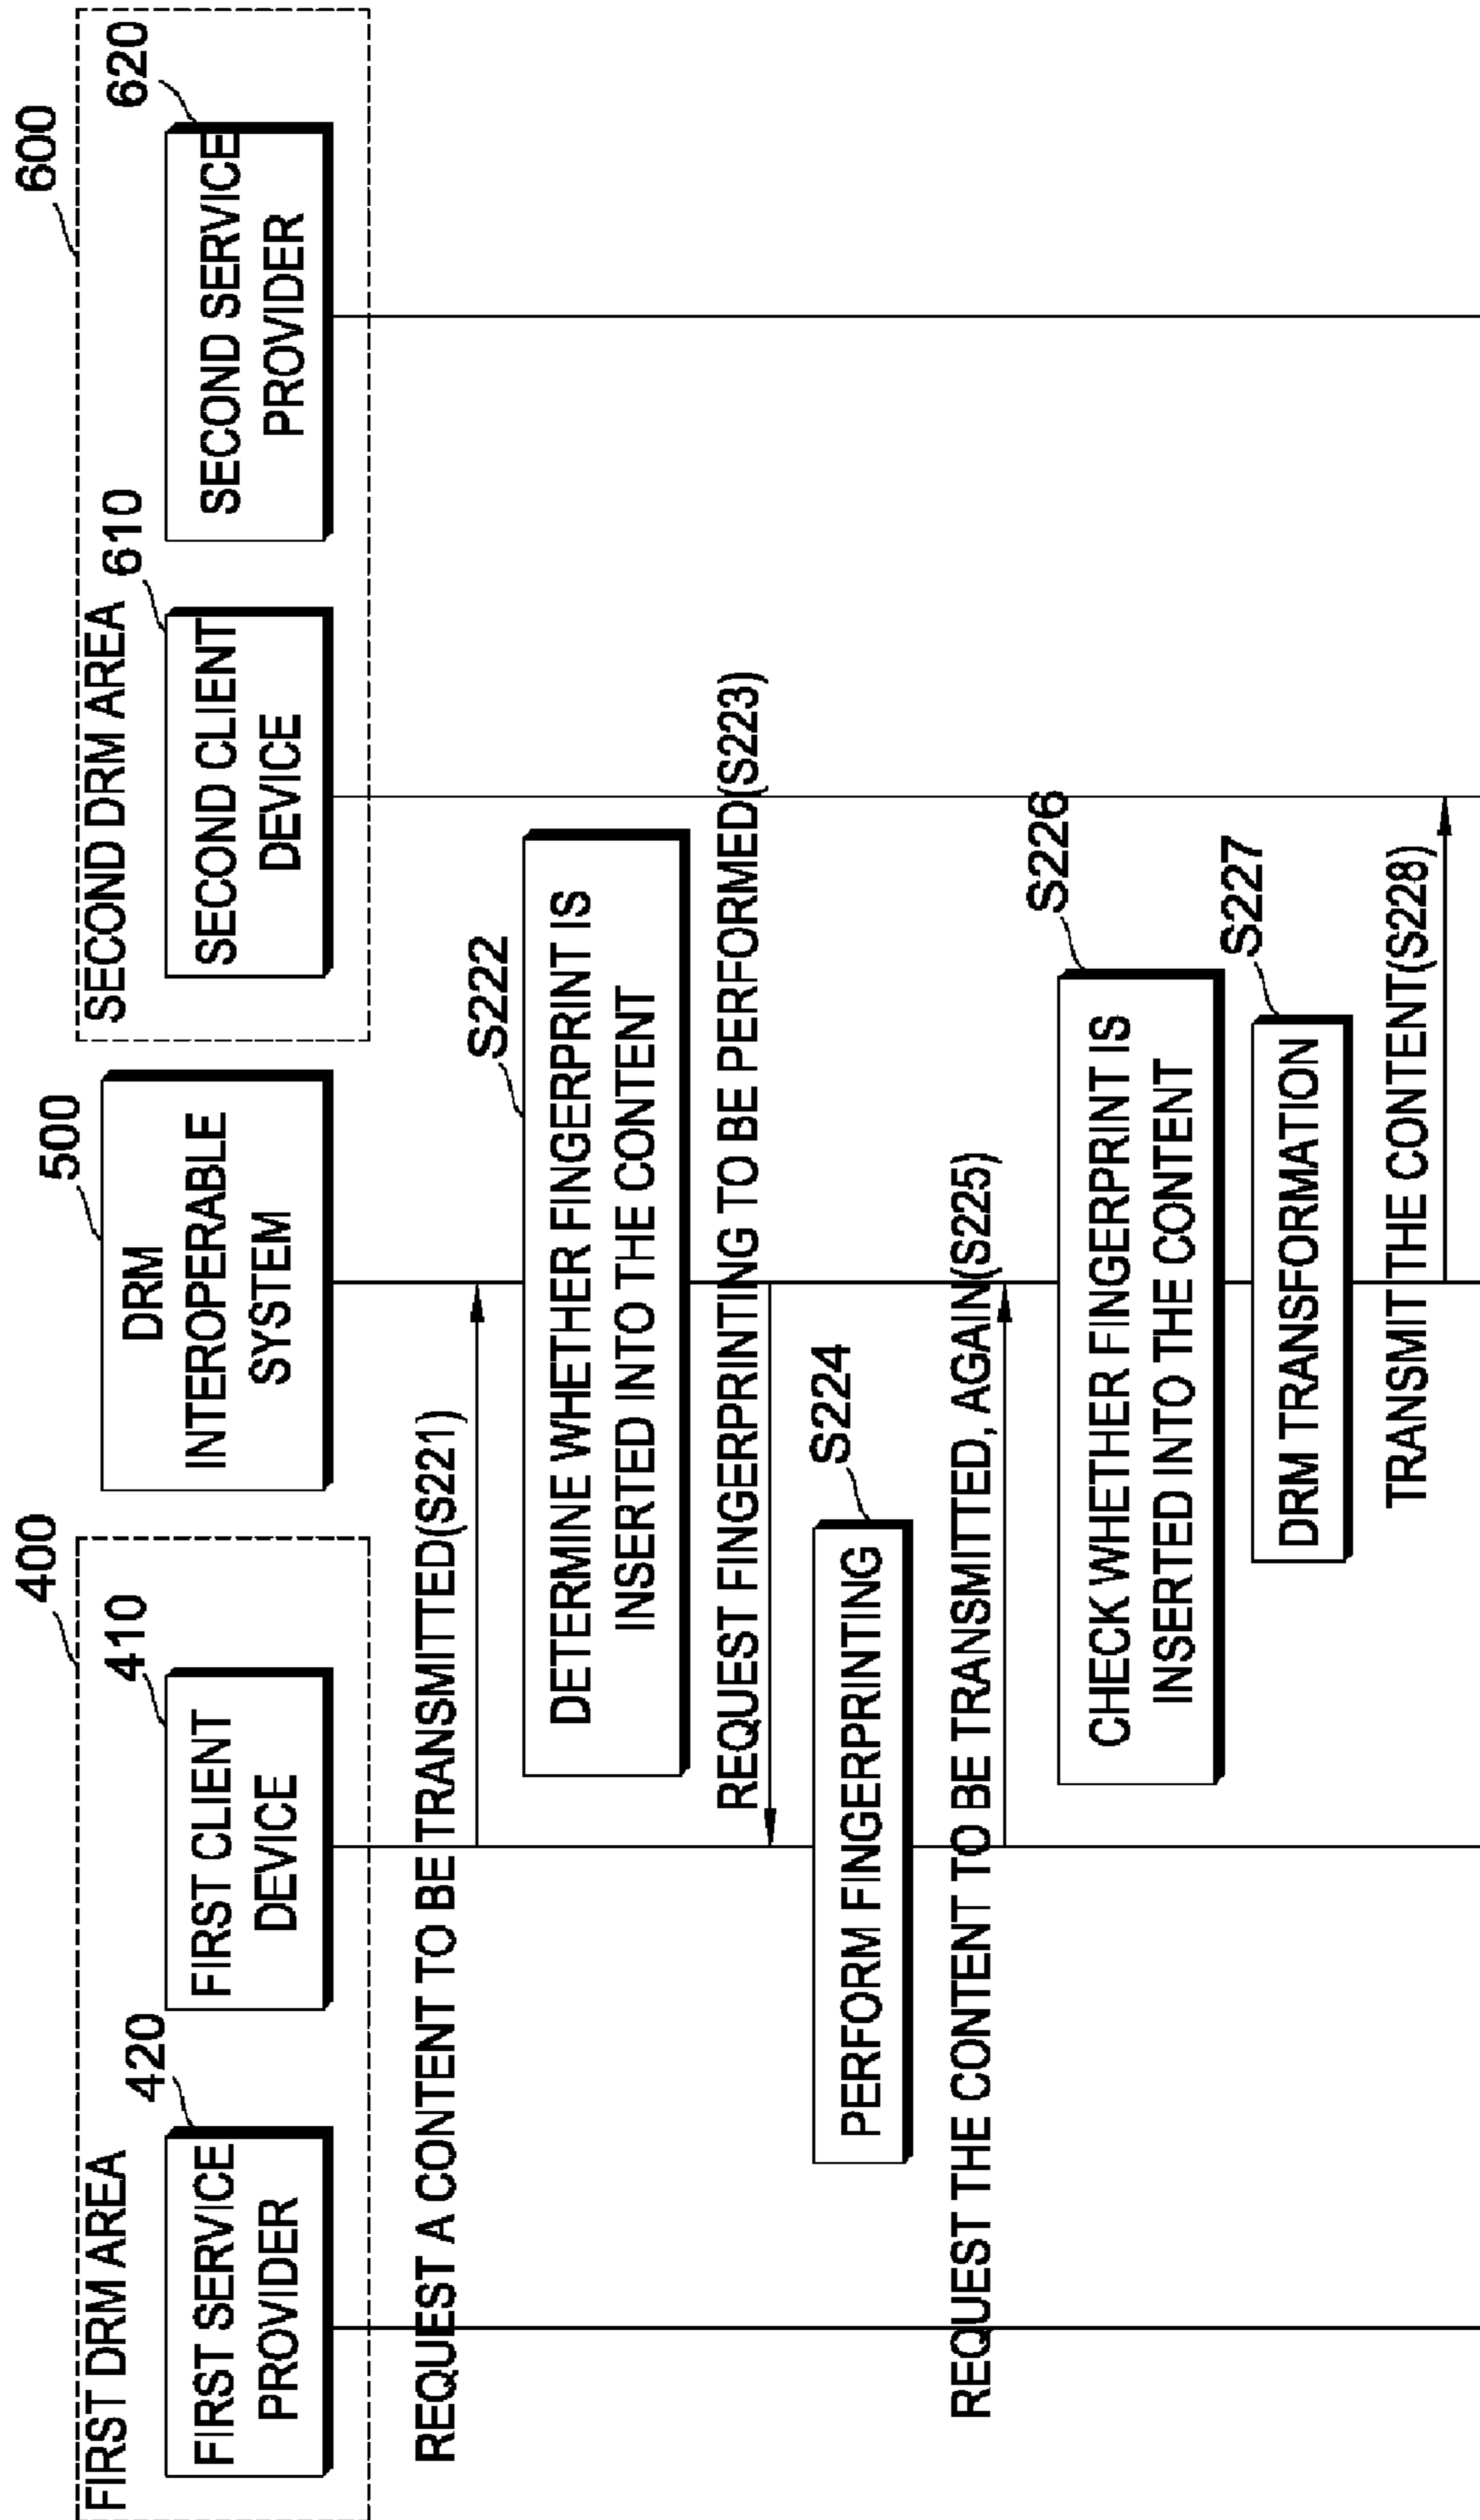 400
500
600
FIRST DRM AREA
SECOND DRM AREA
420
410
610
620
FIRST SERVICE
PROVIDER
FIRST CLIENT
DEVICE
DRM
INTEROPERABLE
SYSTEM
SECOND CLIENT
DEVICE
SECOND SERVICE
PROVIDER
REQUEST A CONTENT TO BE TRANSMITTED(S221)
S222
DETERMINE WHETHER FINGERPRINT IS
INSERTED INTO THE CONTENT
REQUEST FINGERPRINTING TO BE PERFORMED(S223)
S224
PERFORM FINGERPRINTING
REQUEST THE CONTENT TO BE TRANSMITTED, AGAIN(S225)
S226
CHECK WHETHER FINGERPRINT IS
INSERTED INTO THE CONTENT
S227
DRM TRANSFORMATION
TRANSMIT THE CONTENT(S228)